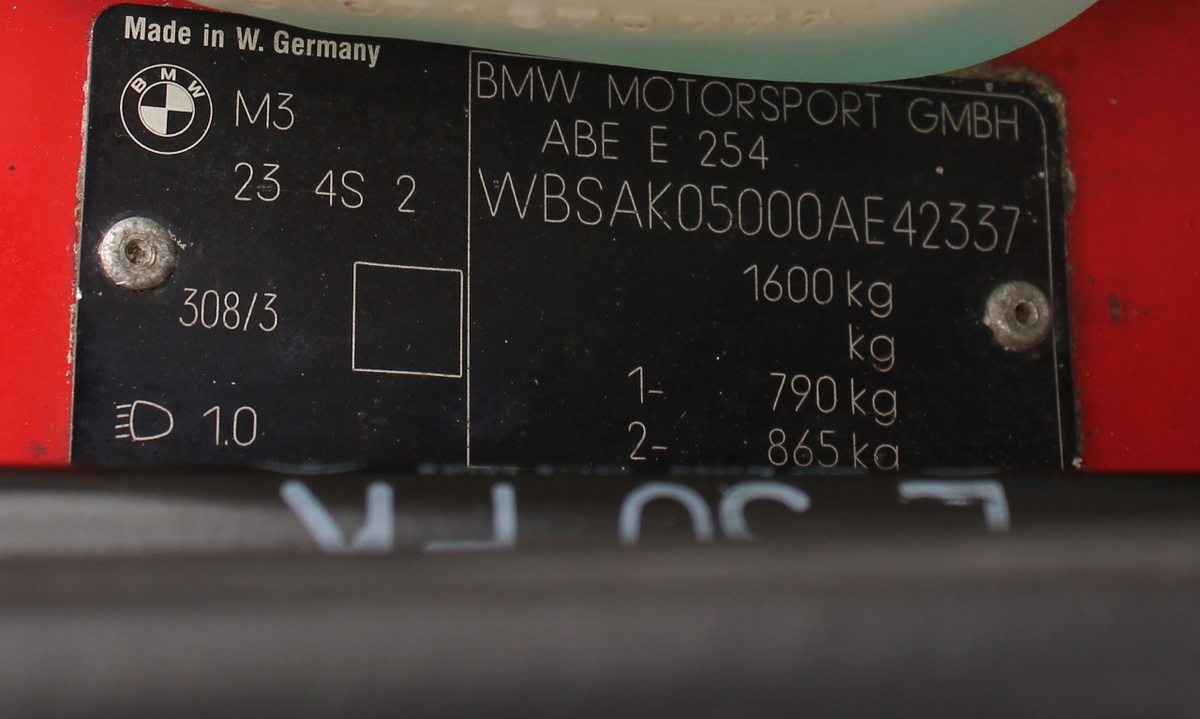 Made in W. Germany
BMW
M3
23 4S 2
308/3
1.0
BMW MOTORSPORT GMBH
ABE E 254
WBSAK05000AE42337
1600 kg
kg
1- 790 kg
2- 865 kg